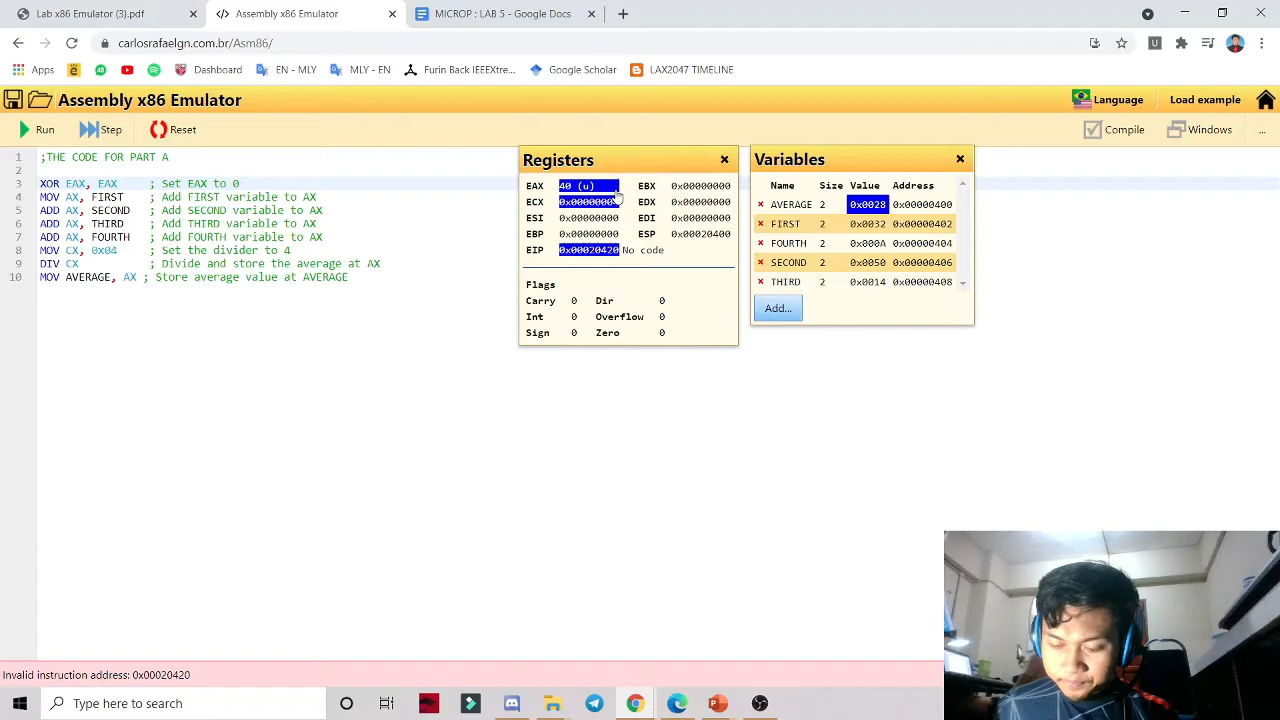 Lab x86 Emulator (PDF)
Assembly x86 Emulator
MICROP : LAB 5 - Google Docs
carlosrafaelgn.com.br/Asm86/
Apps
Dashboard
EN - MLY
MLY - EN
Furin Back IEEEXtre...
Google Scholar
LAX2047 TIMELINE
Assembly x86 Emulator
Language
Load example
Run
Step
Reset
Compile
Windows
...
1 ;THE CODE FOR PART A
2
3 XOR EAX, EAX ; Set EAX to 0
4 MOV AX, FIRST ; Add FIRST variable to AX
5 ADD AX, SECOND ; Add SECOND variable to AX
6 ADD AX, THIRD ; Add THIRD variable to AX
7 ADD AX, FOURTH ; Add FOURTH variable to AX
8 MOV CX, 0x04 ; Set the divider to 4
9 DIV CX ; Divide and store the average at AX
10 MOV AVERAGE, AX ; Store average value at AVERAGE
Registers
EAX 40 (u) EBX 0x00000000
ECX 0x0000000 EDX 0x00000000
ESI 0x00000000 EDI 0x00000000
EBP 0x00000000 ESP 0x00020400
EIP 0x00020420 No code
Flags
Carry 0 Dir 0
Int 0 Overflow 0
Sign 0 Zero 0
Variables
Name Size Value Address
AVERAGE 2 0x0028 0x00000400
FIRST 2 0x0032 0x00000402
FOURTH 2 0x000A 0x00000404
SECOND 2 0x0050 0x00000406
THIRD 2 0x0014 0x00000408
Add...
Invalid instruction address: 0x00020420
Type here to search